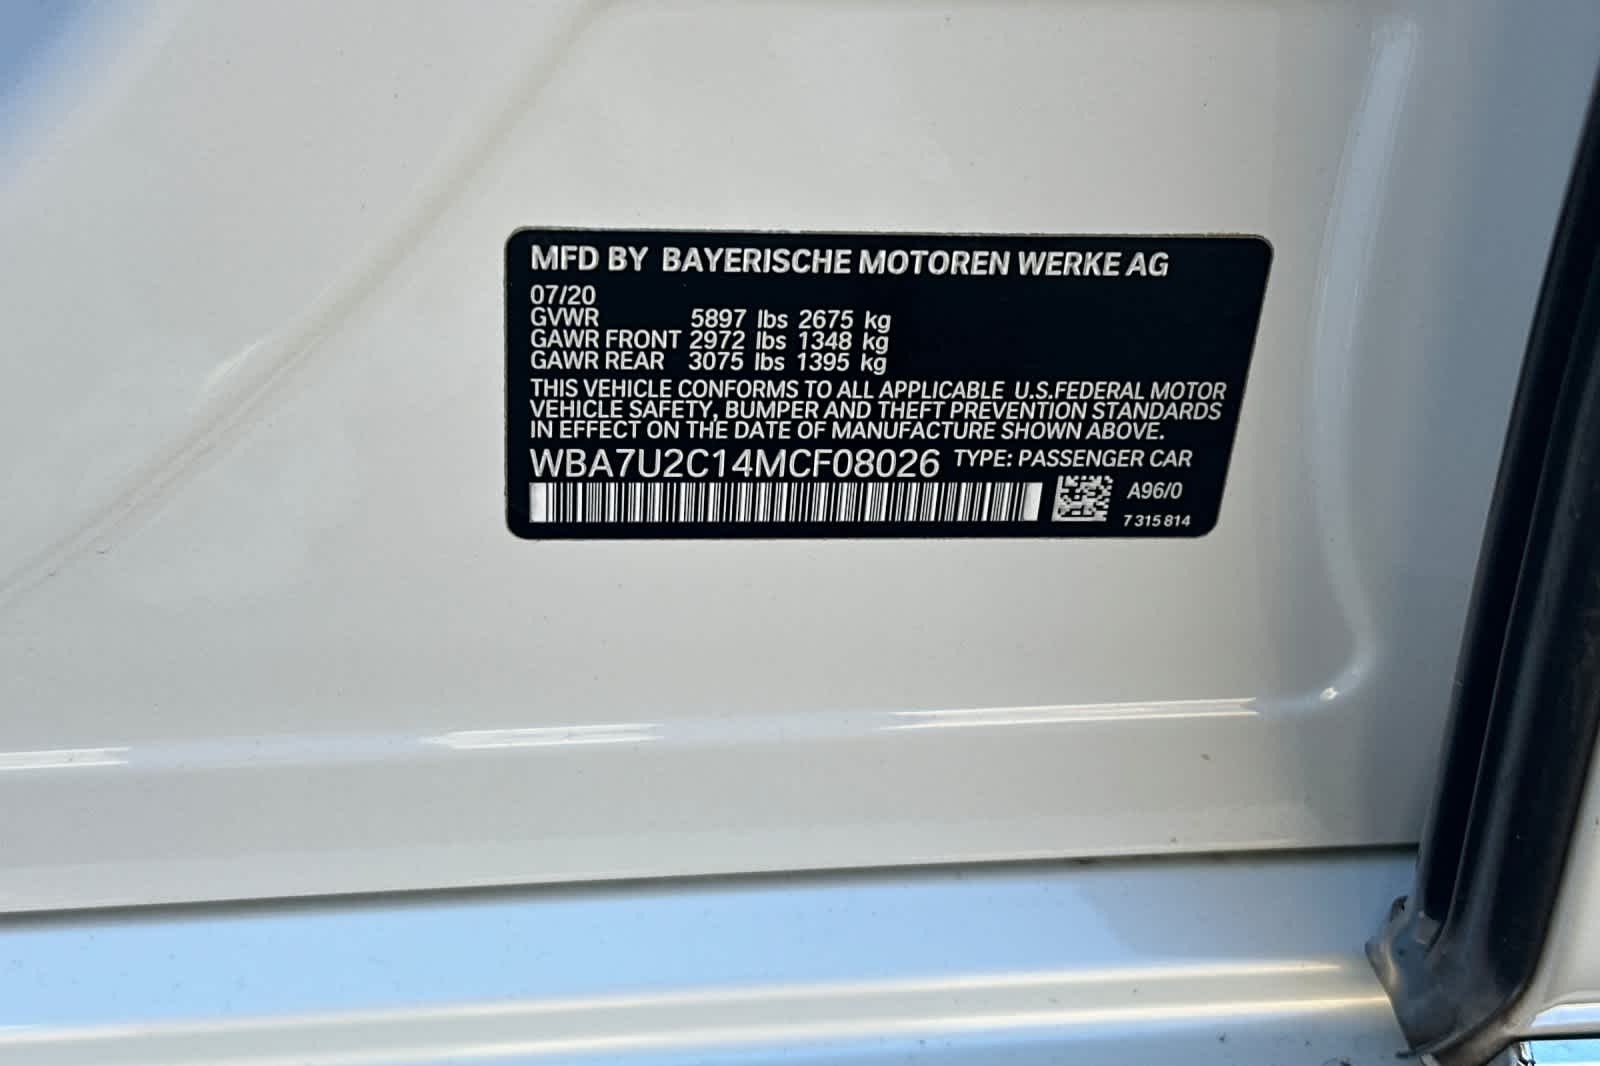 MFD BY BAYERISCHE MOTOREN WERKE AG
07/20
GVWR 5897 lbs 2675 kg
GAWR FRONT 2972 lbs 1348 kg
GAWR REAR 3075 lbs 1395 kg
THIS VEHICLE CONFORMS TO ALL APPLICABLE U.S.FEDERAL MOTOR
VEHICLE SAFETY, BUMPER AND THEFT PREVENTION STANDARDS
IN EFFECT ON THE DATE OF MANUFACTURE SHOWN ABOVE.
WBA7U2C14MCF08026 TYPE: PASSENGER CAR
A96/0
7 315 814